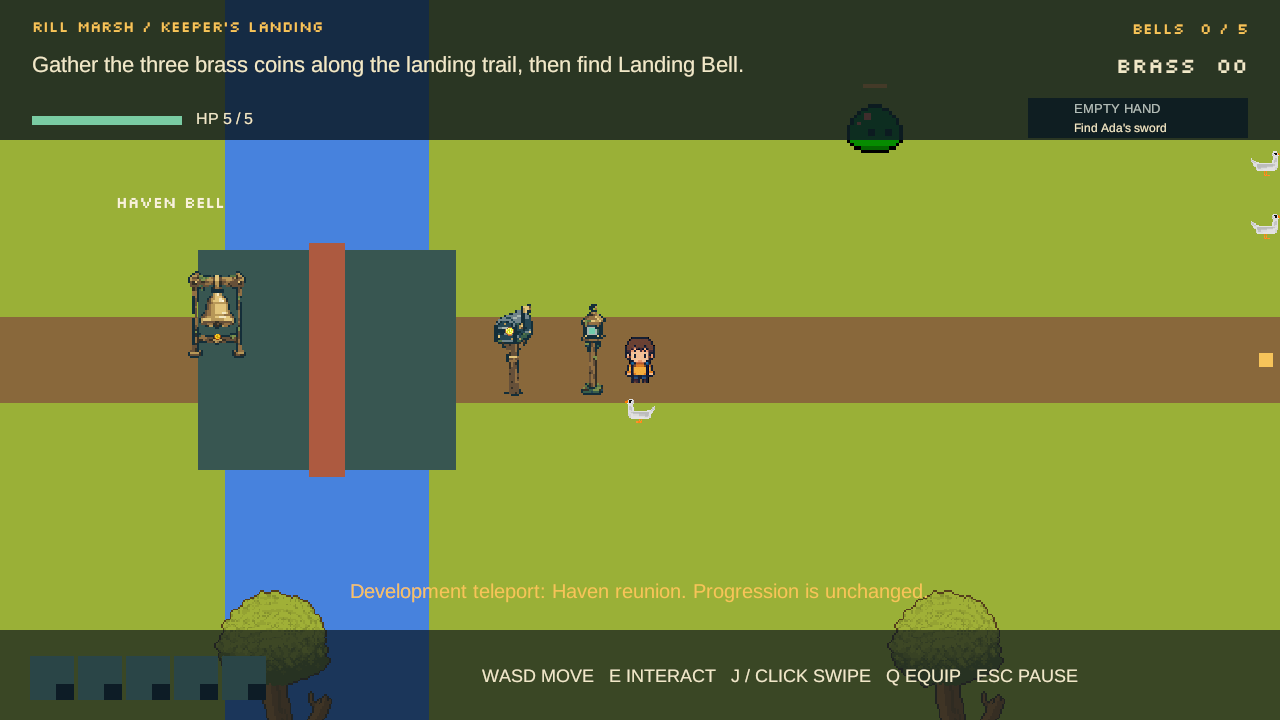 RILL MARSH / KEEPER'S LANDING
BELLS 0 / 5
Gather the three brass coins along the landing trail, then find Landing Bell.
BRASS 00
HP 5 / 5
EMPTY HAND
Find Ada's sword
HAVEN BELL
Development teleport: Haven reunion. Progression is unchanged.
WASD MOVE E INTERACT J / CLICK SWIPE Q EQUIP ESC PAUSE